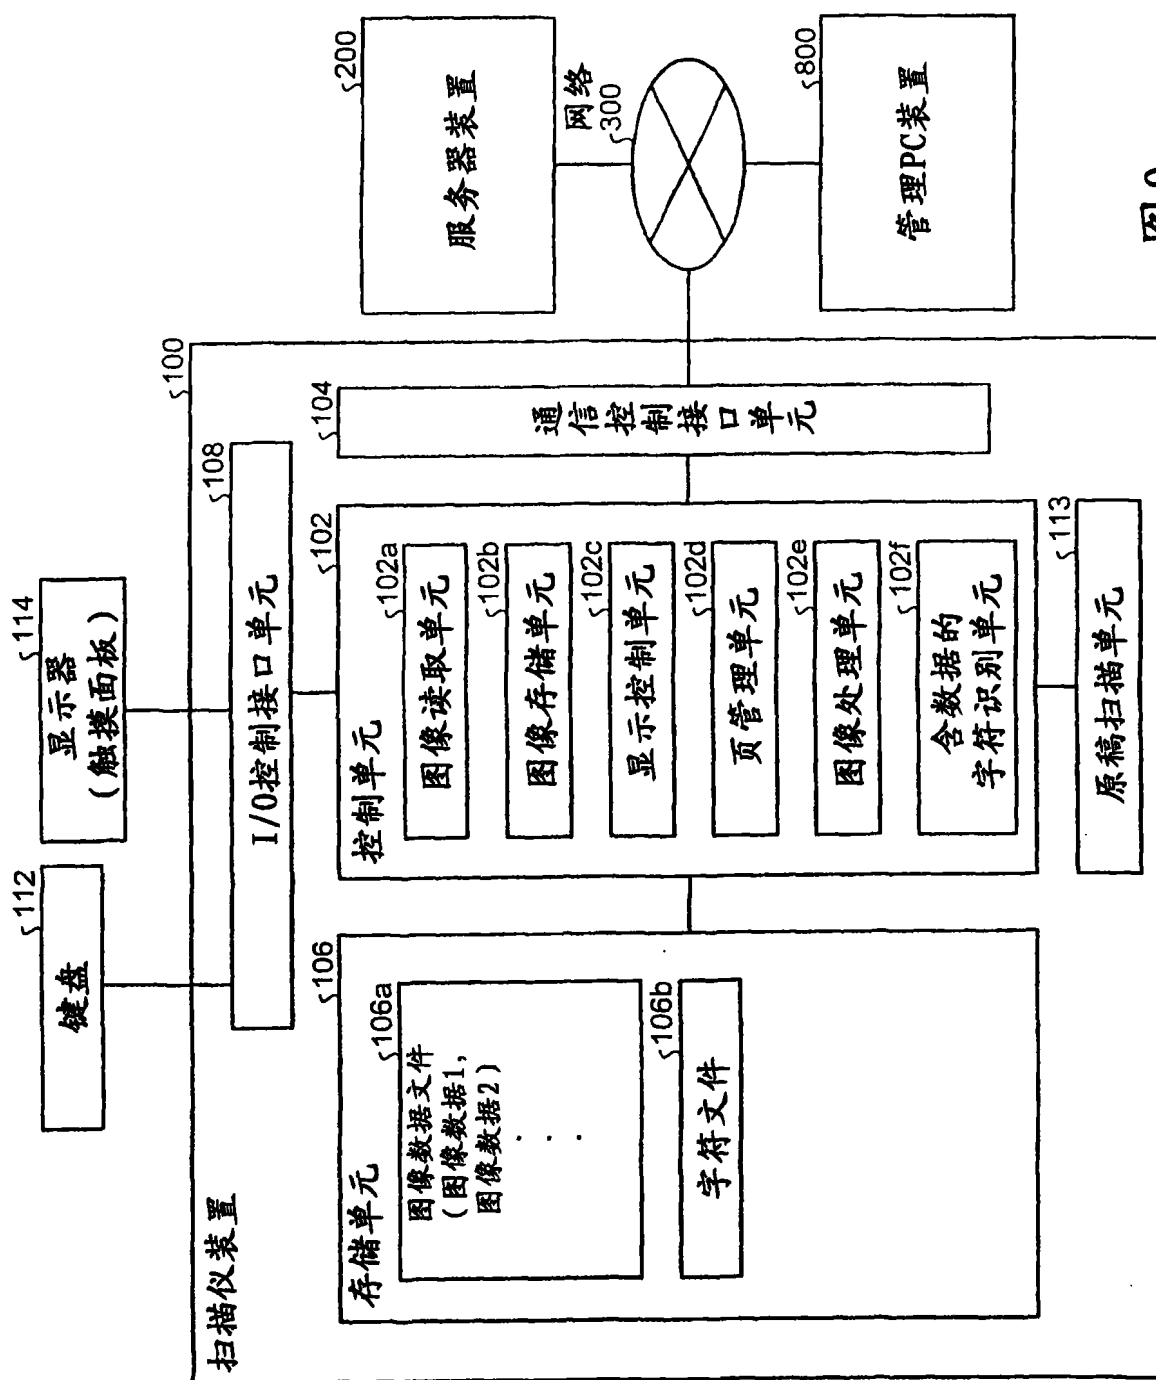 112
键盘
114
显示器
(触摸面板)
扫描仪装置
100
108
I/O控制接口单元
106
存储单元
106a
图像数据文件
(图像数据1,
图像数据2)
. . .
106b
字符文件
102
控制单元
102a
图像读取单元
102b
图像存储单元
102c
显示控制单元
102d
页管理单元
102e
图像处理单元
102f
含数据的
字符识别单元
113
原稿扫描单元
104
通信控制接口单元
200
服务器装置
网络
300
800
管理PC装置